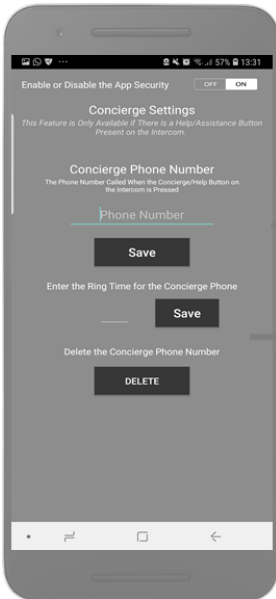 57% 13:31
Enable or Disable the App Security OFF ON
Concierge Settings
This Feature is Only Available if There is a Help/Assistance Button
Present on the Intercom.
Concierge Phone Number
The Phone Number Called When the Concierge/Help Button on
the Intercom is Pressed
Phone Number
Save
Enter the Ring Time for the Concierge Phone
Save
Delete the Concierge Phone Number
DELETE